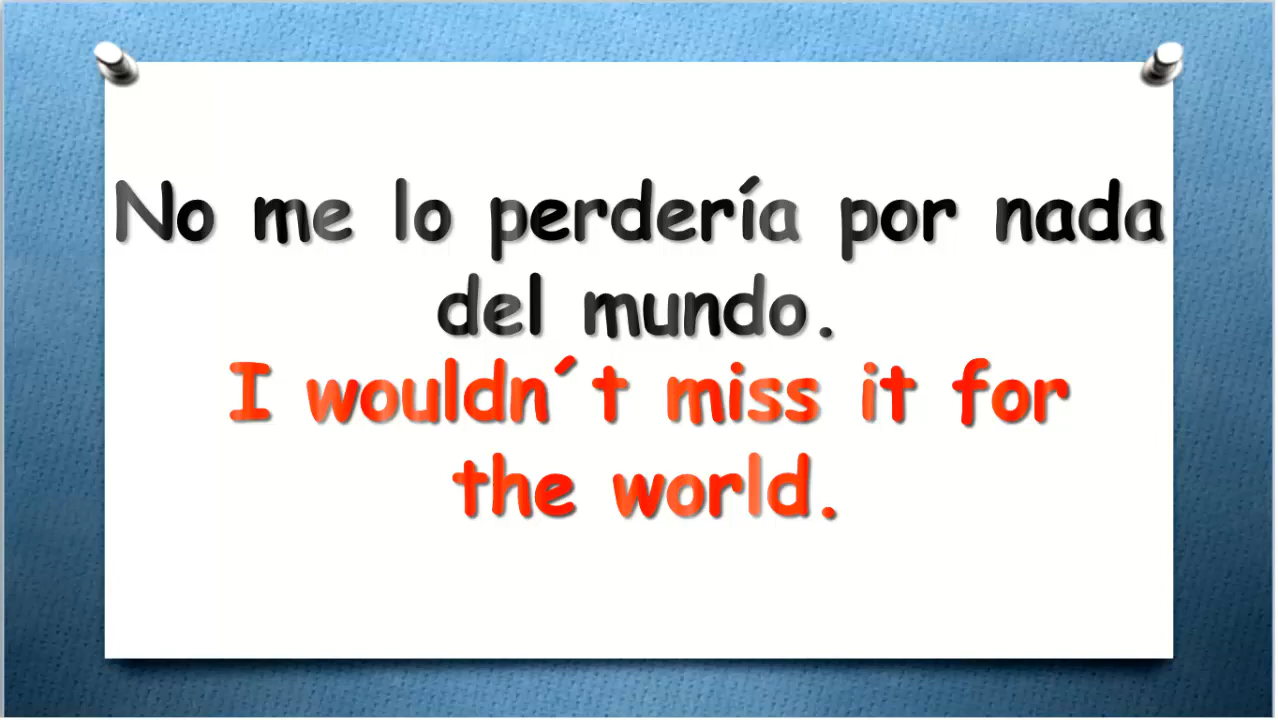 No me lo perdería por nada
del mundo.
I wouldn´t miss it for
the world.